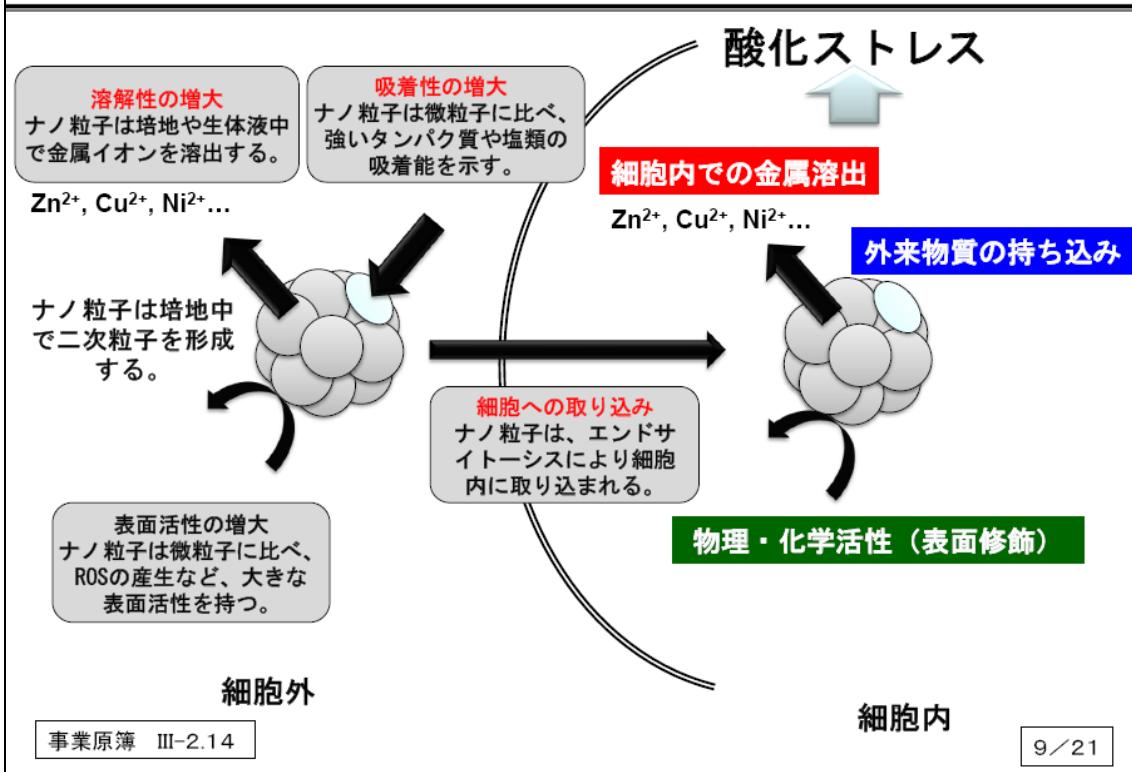 酸化ストレス
溶解性の増大
ナノ粒子は培地や生体液中
で金属イオンを溶出する。
Zn²⁺, Cu²⁺, Ni²⁺…
吸着性の増大
ナノ粒子は微粒子に比べ、
強いタンパク質や塩類の
吸着能を示す。
細胞内での金属溶出
Zn²⁺, Cu²⁺, Ni²⁺…
外来物質の持ち込み
ナノ粒子は培地中
で二次粒子を形成
する。
細胞への取り込み
ナノ粒子は、エンドサ
イトーシスにより細胞
内に取り込まれる。
表面活性の増大
ナノ粒子は微粒子に比べ、
ROSの産生など、大きな
表面活性を持つ。
物理・化学活性（表面修飾）
細胞外
細胞内
事業原簿 Ⅲ-2.14
9／21